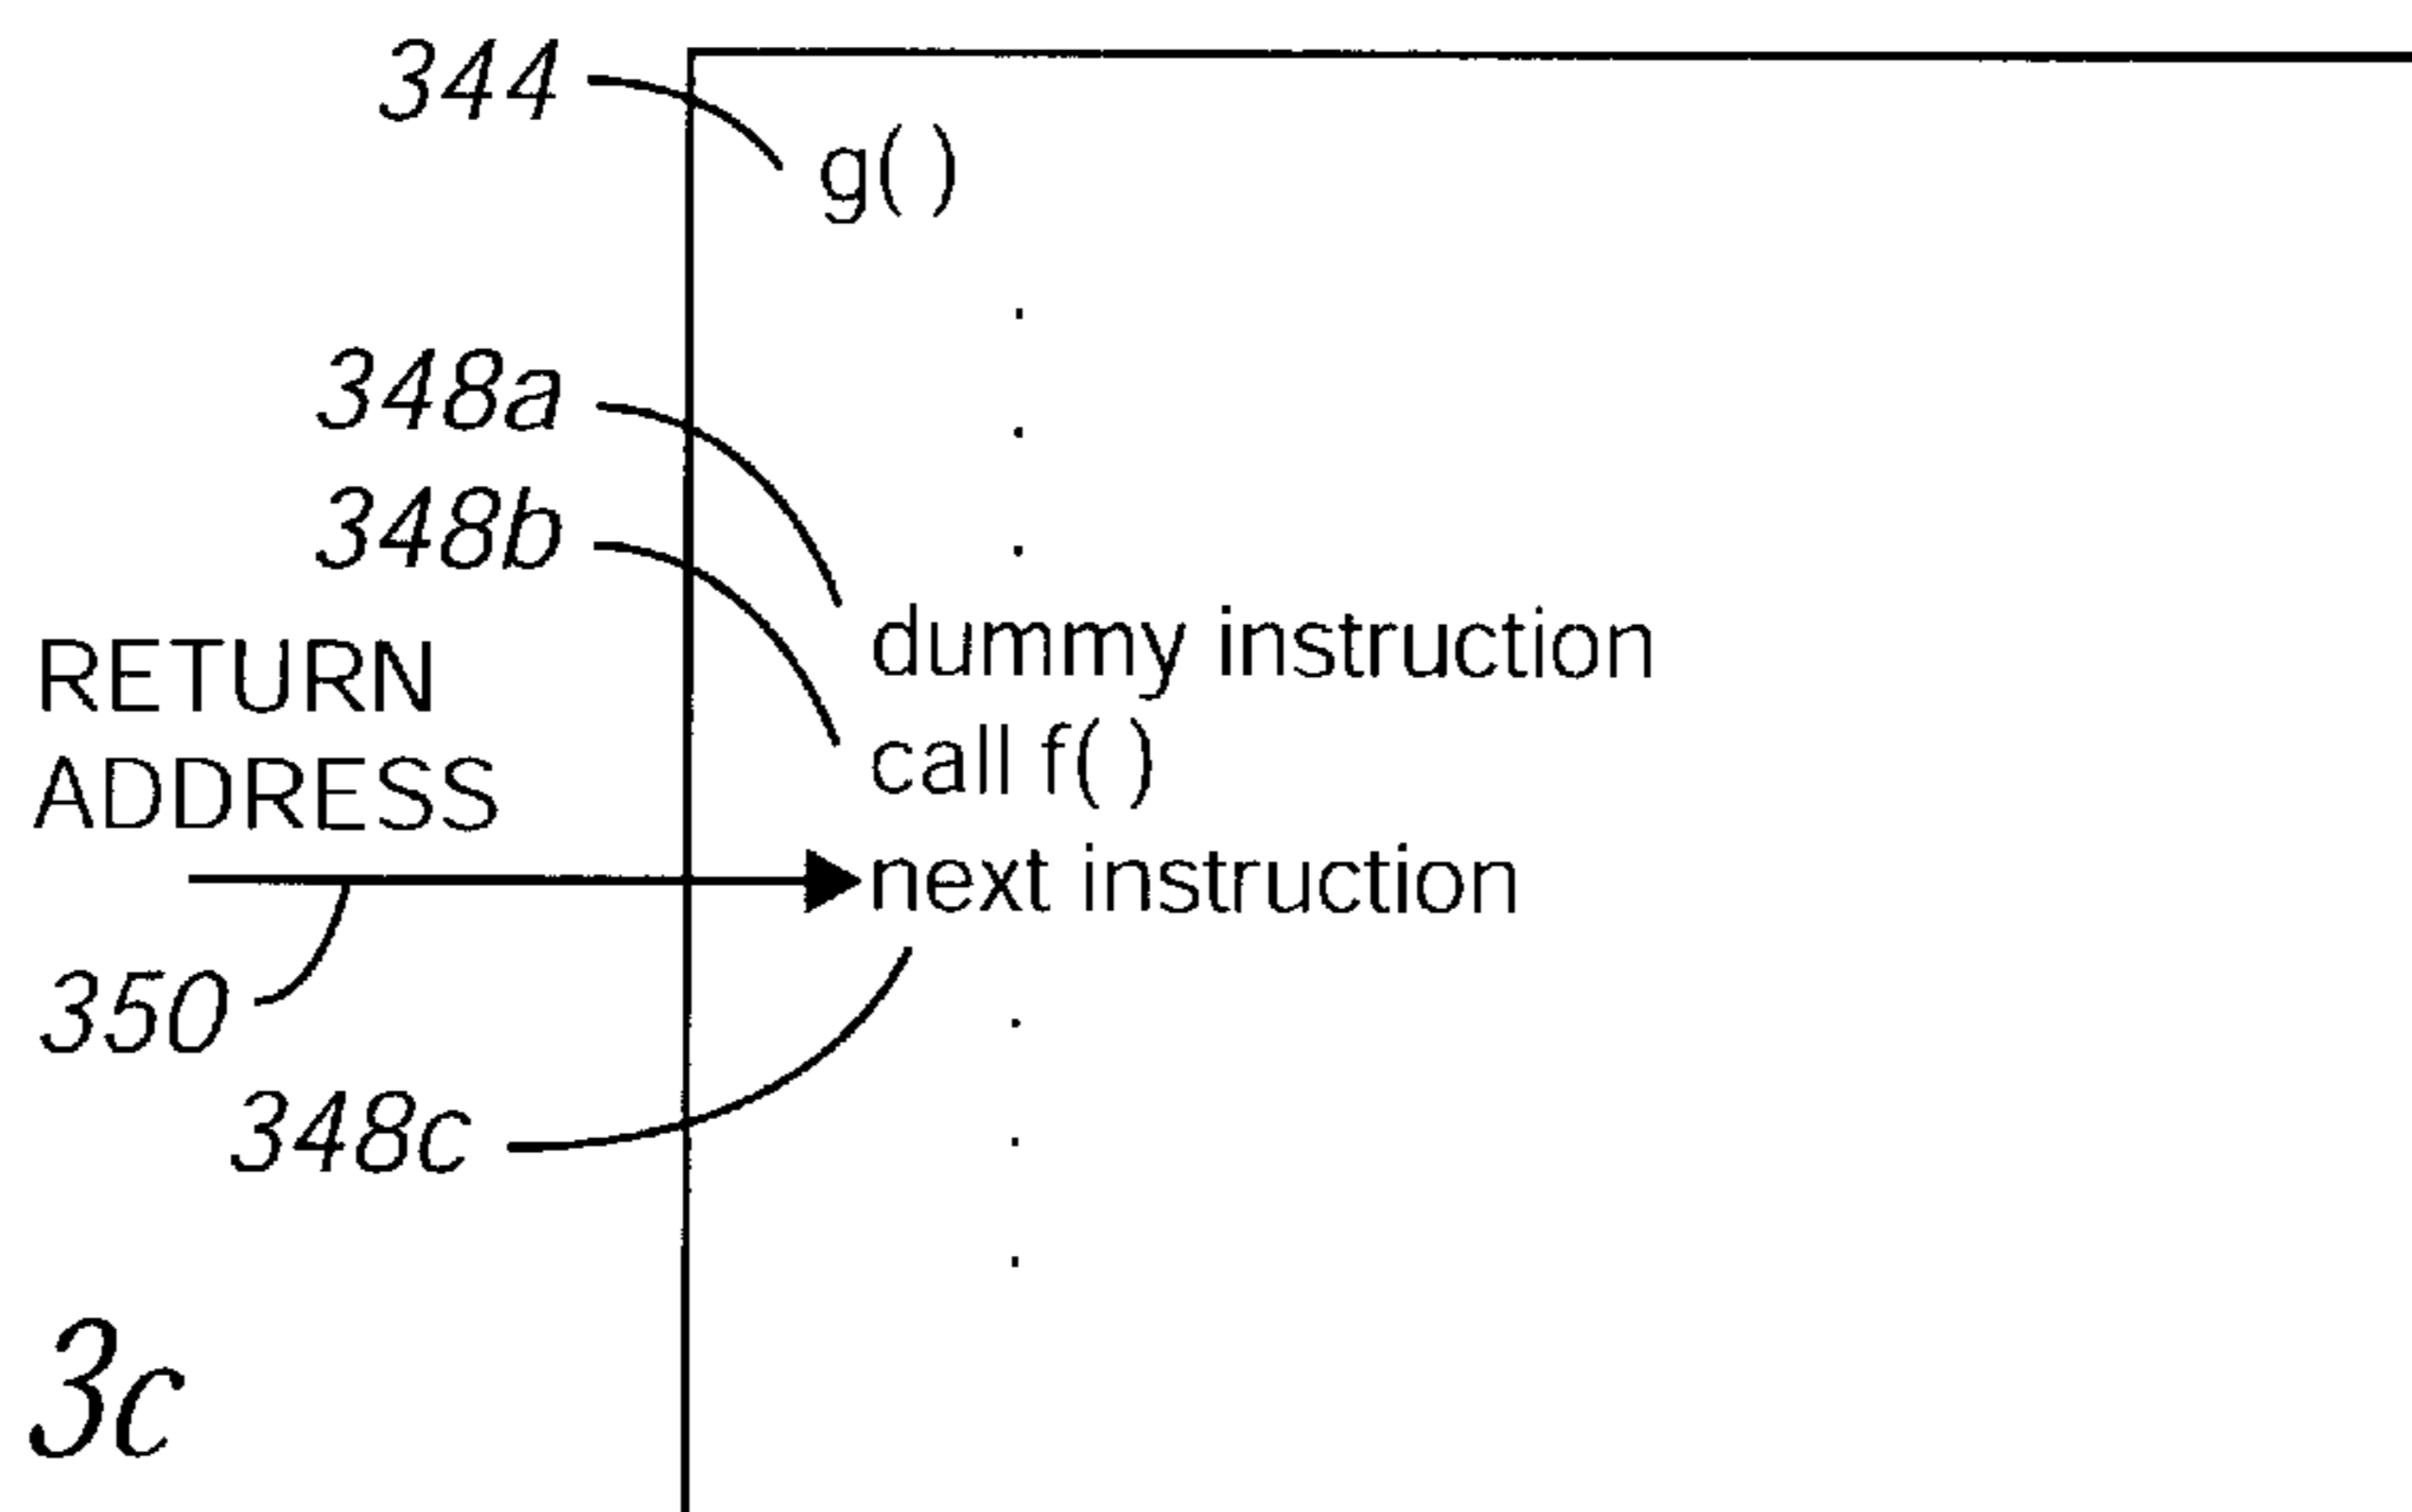 344
g( )
.
348a
.
348b
.
dummy instruction
RETURN
ADDRESS
call f( )
next instruction
350
.
348c
.
.
3c